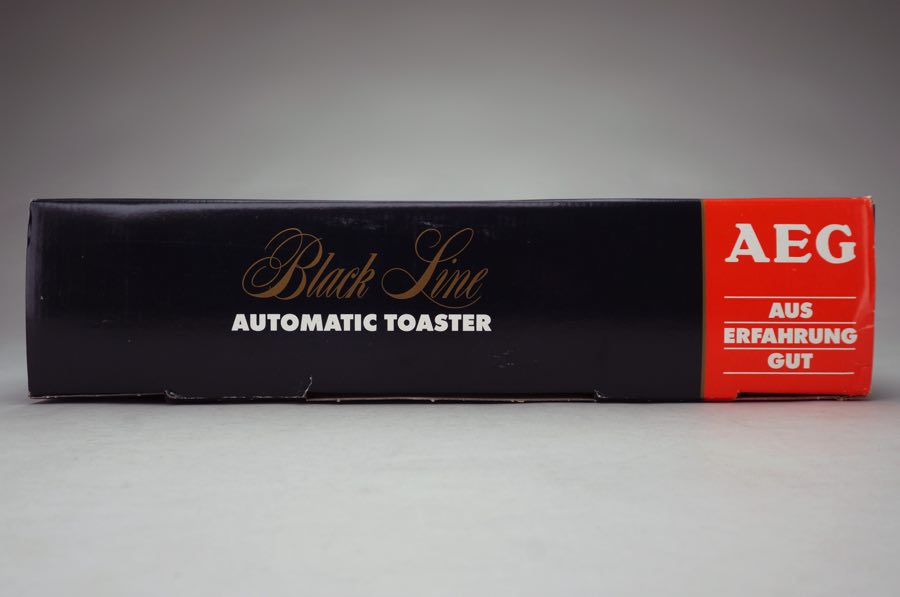 Black Line
AUTOMATIC TOASTER
AEG
AUS
ERFAHRUNG
GUT